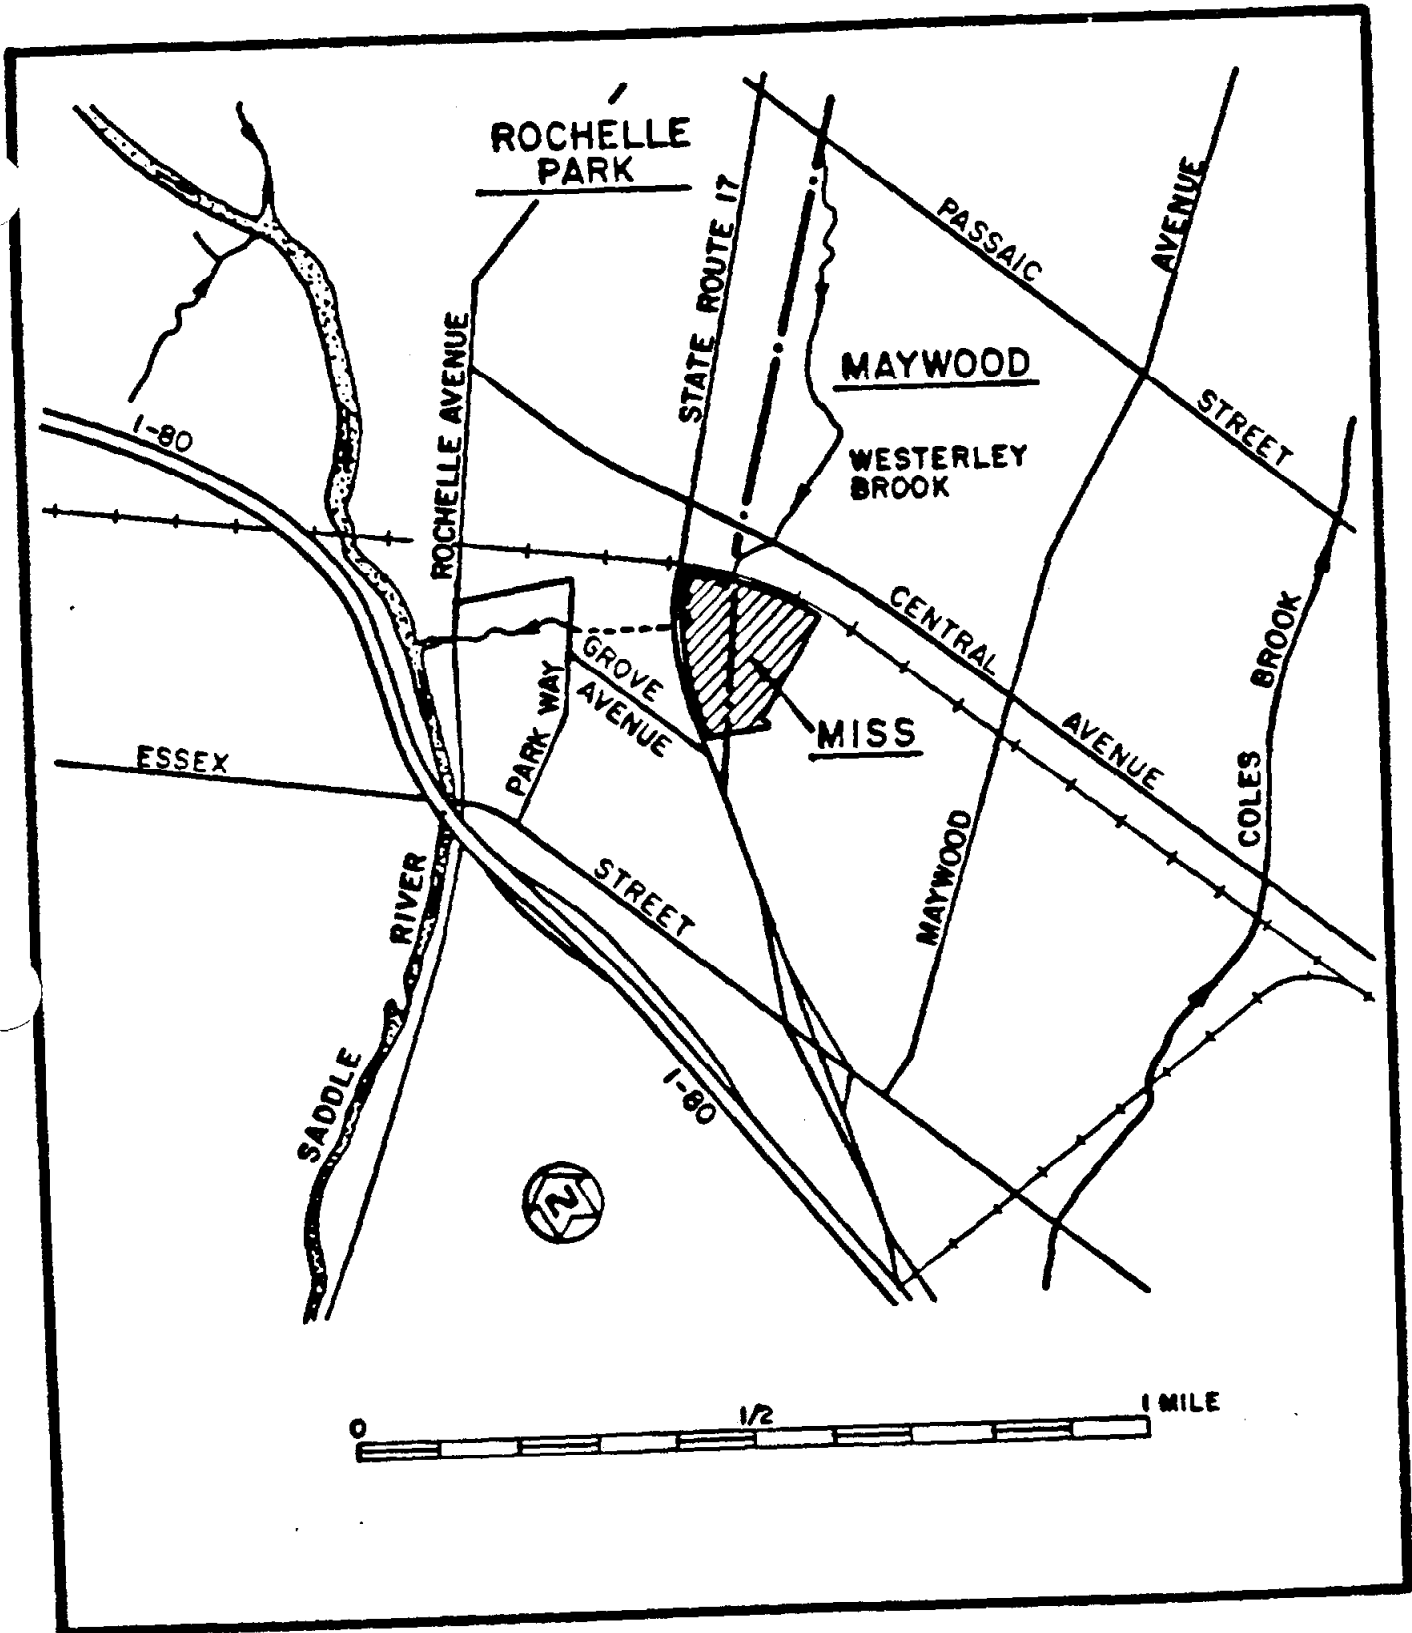 ROCHELLE
PARK
STATE ROUTE 17
PASSAIC
STREET
AVENUE
MAYWOOD
MAYWOOD
WESTERLEY
BROOK
I-80
ROCHELLE AVENUE
CENTRAL
AVENUE
COLES
BROOK
GROVE
AVENUE
PARK WAY
MISS
ESSEX
STREET
SADDLE
RIVER
I-80
N
0
1/2
1 MILE